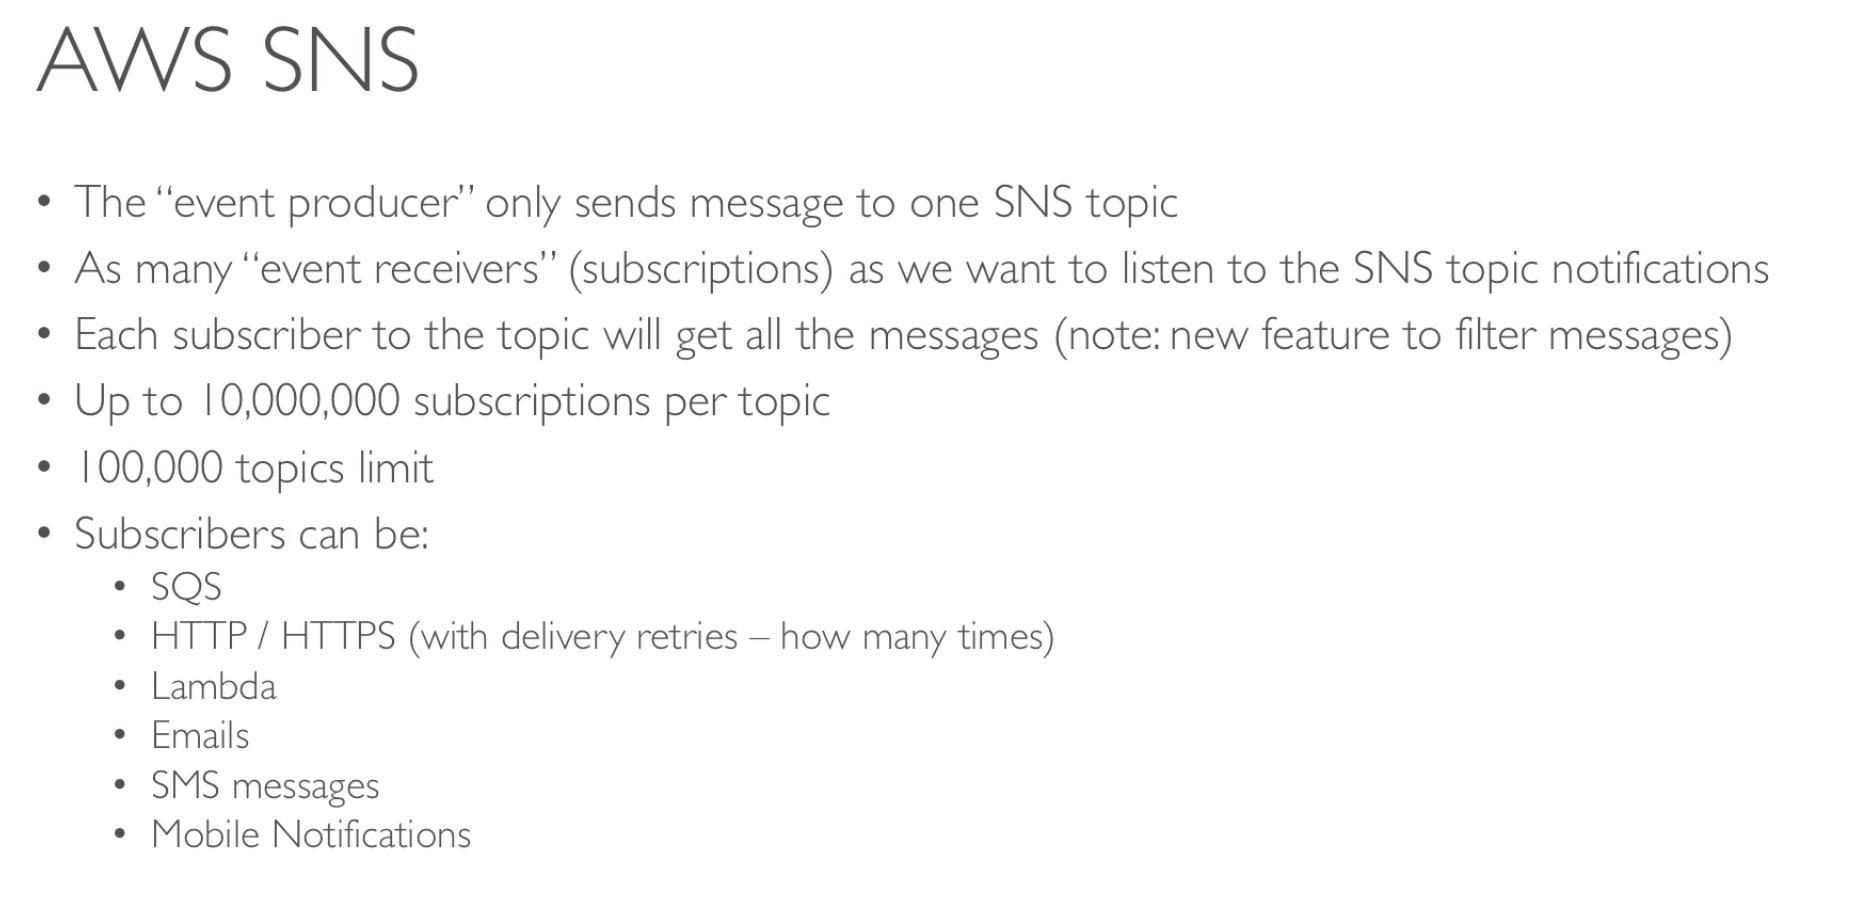 AWS SNS
• The “event producer” only sends message to one SNS topic
• As many “event receivers” (subscriptions) as we want to listen to the SNS topic notifications
• Each subscriber to the topic will get all the messages (note: new feature to filter messages)
• Up to 10,000,000 subscriptions per topic
• 100,000 topics limit
• Subscribers can be:
• SQS
• HTTP / HTTPS (with delivery retries – how many times)
• Lambda
• Emails
• SMS messages
• Mobile Notifications